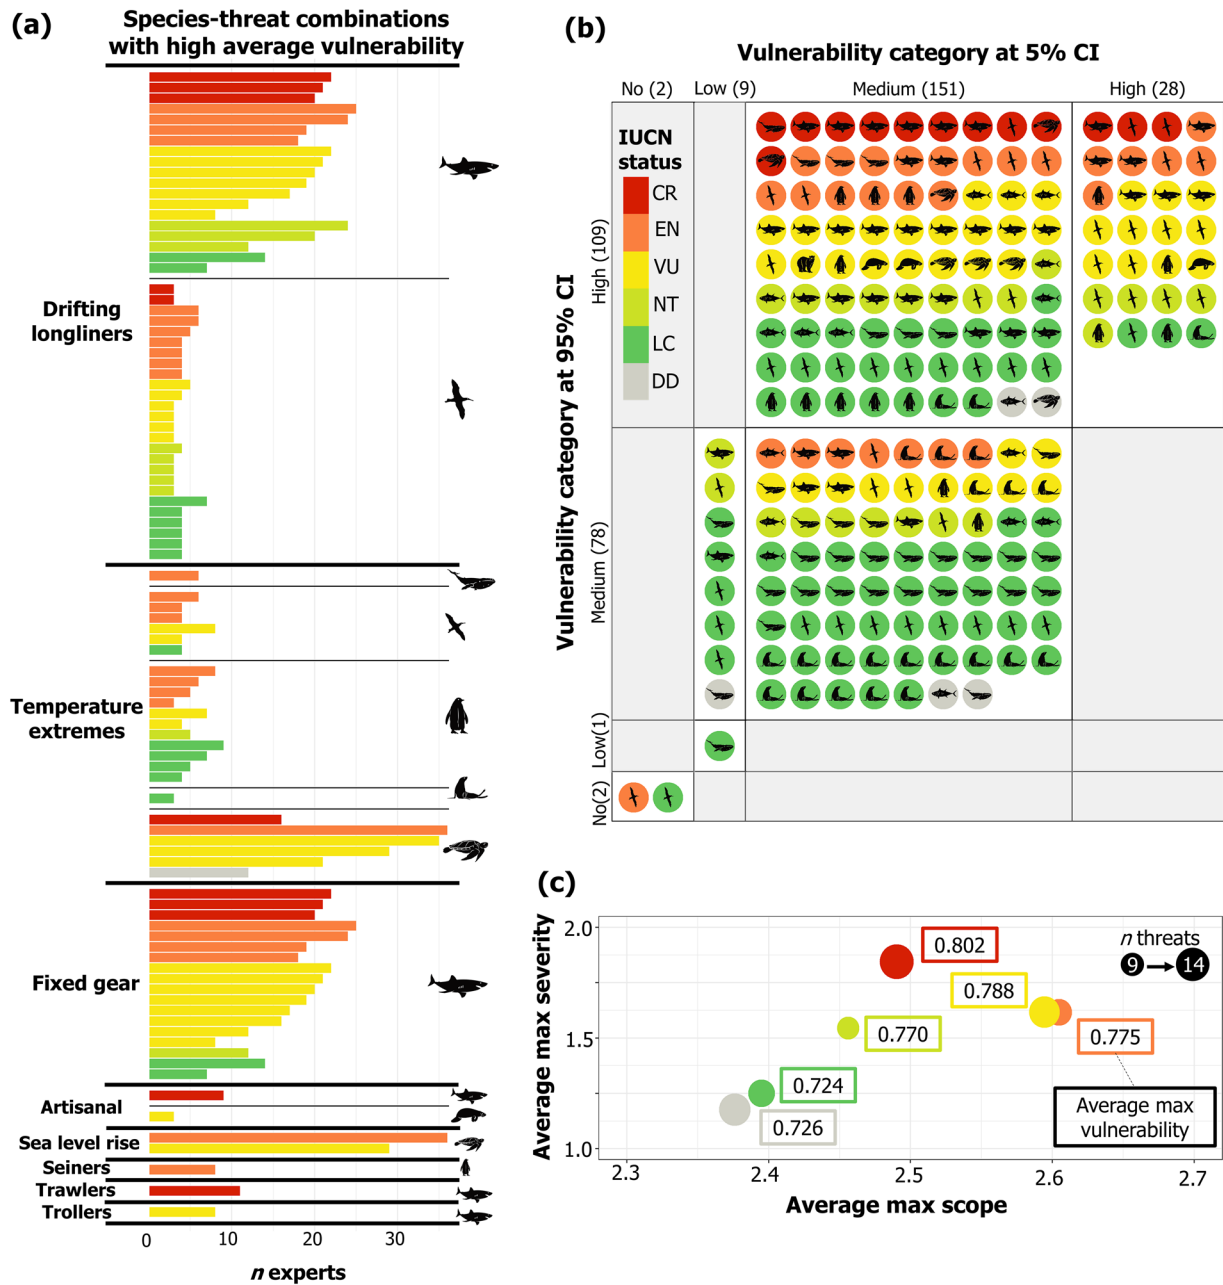 (a)
Species-threat combinations
with high average vulnerability
Drifting
longliners
Temperature
extremes
Fixed gear
Artisanal
Sea level rise
Seiners
Trawlers
Trollers
0 10 20 30
n experts
(b)
Vulnerability category at 5% CI
No (2) Low (9) Medium (151) High (28)
Vulnerability category at 95% CI
High (109)
Medium (78)
Low(1)
No(2)
IUCN
status
CR
EN
VU
NT
LC
DD
(c)
Average max severity
2.0
1.5
1.0
0.802
0.788
0.770
0.775
0.724
0.726
n threats
9 14
Average max
vulnerability
2.3 2.4 2.5 2.6 2.7
Average max scope